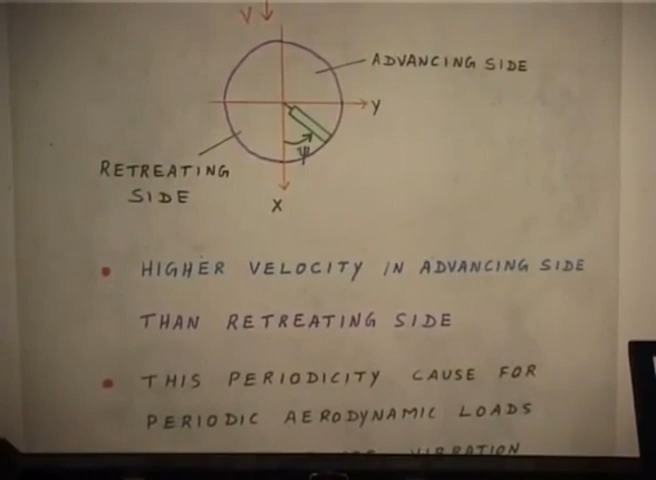 V
ADVANCING SIDE
Y
ψ
RETREATING
SIDE
X
• HIGHER VELOCITY IN ADVANCING SIDE
THAN RETREATING SIDE
• THIS PERIODICITY CAUSE FOR
PERIODIC AERODYNAMIC LOADS
VIBRATION